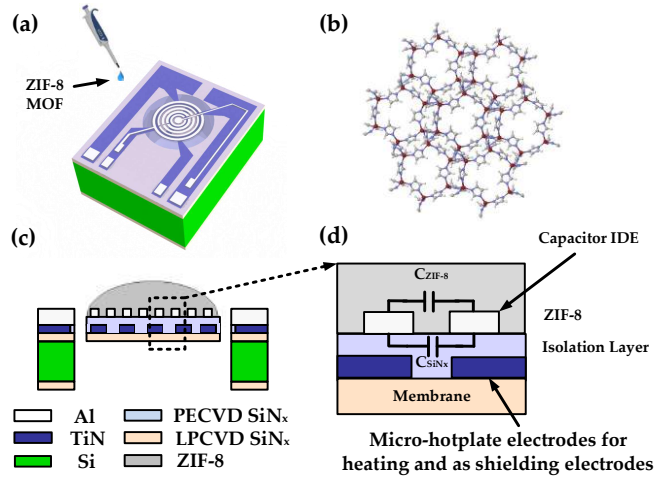 (a)
ZIF-8
MOF
(b)
(c)
(d)
Capacitor IDE
C_ZIF-8
ZIF-8
Isolation Layer
C_SiNx
Membrane
Al
PECVD SiNₓ
TiN
LPCVD SiNₓ
Si
ZIF-8
Micro-hotplate electrodes for
heating and as shielding electrodes